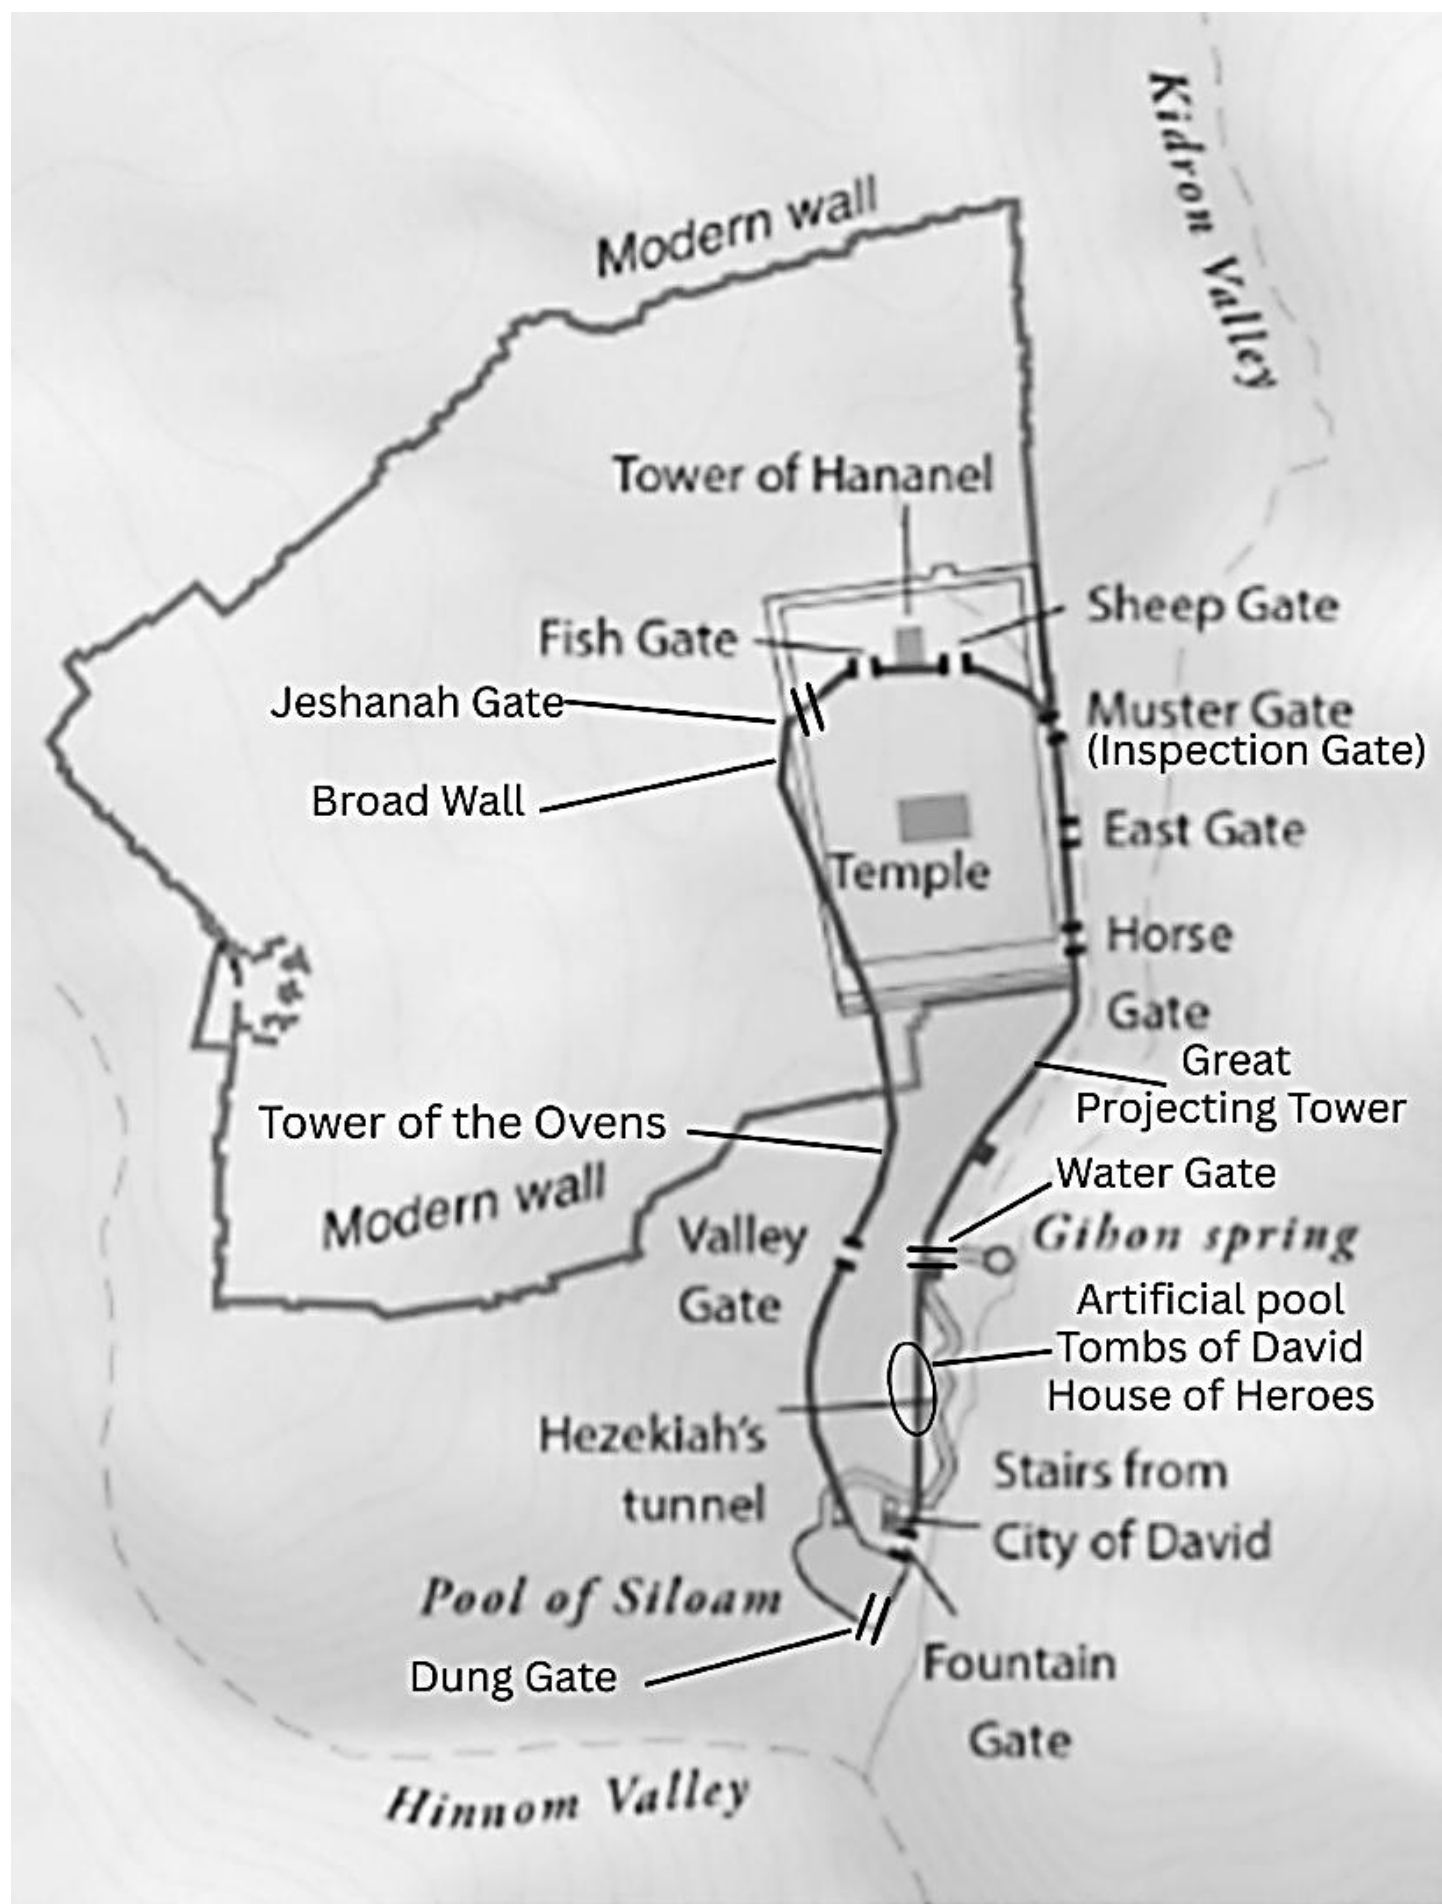 Kidron Valley
Modern wall
Tower of Hananel
Sheep Gate
Fish Gate
Jeshanah Gate
Muster Gate
(Inspection Gate)
Broad Wall
East Gate
Temple
Horse
Gate
Great
Projecting Tower
Tower of the Ovens
Water Gate
Modern wall
Valley
Gate
Gihon spring
Artificial pool
Tombs of David
House of Heroes
Hezekiah's
tunnel
Stairs from
City of David
Pool of Siloam
Dung Gate
Fountain
Gate
Hinnom Valley